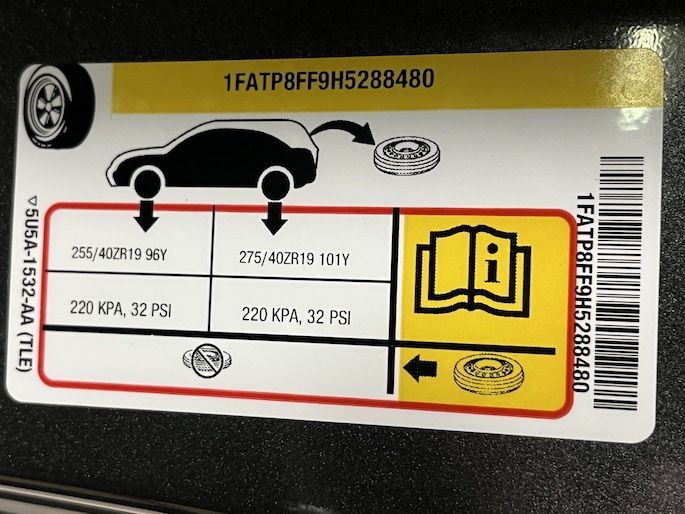 1FATP8FF9H5288480
255/40ZR19 96Y
275/40ZR19 101Y
220 KPA, 32 PSI
220 KPA, 32 PSI
i
▽5U5A-1532-AA (TLE)
1FATP8FF9H5288480